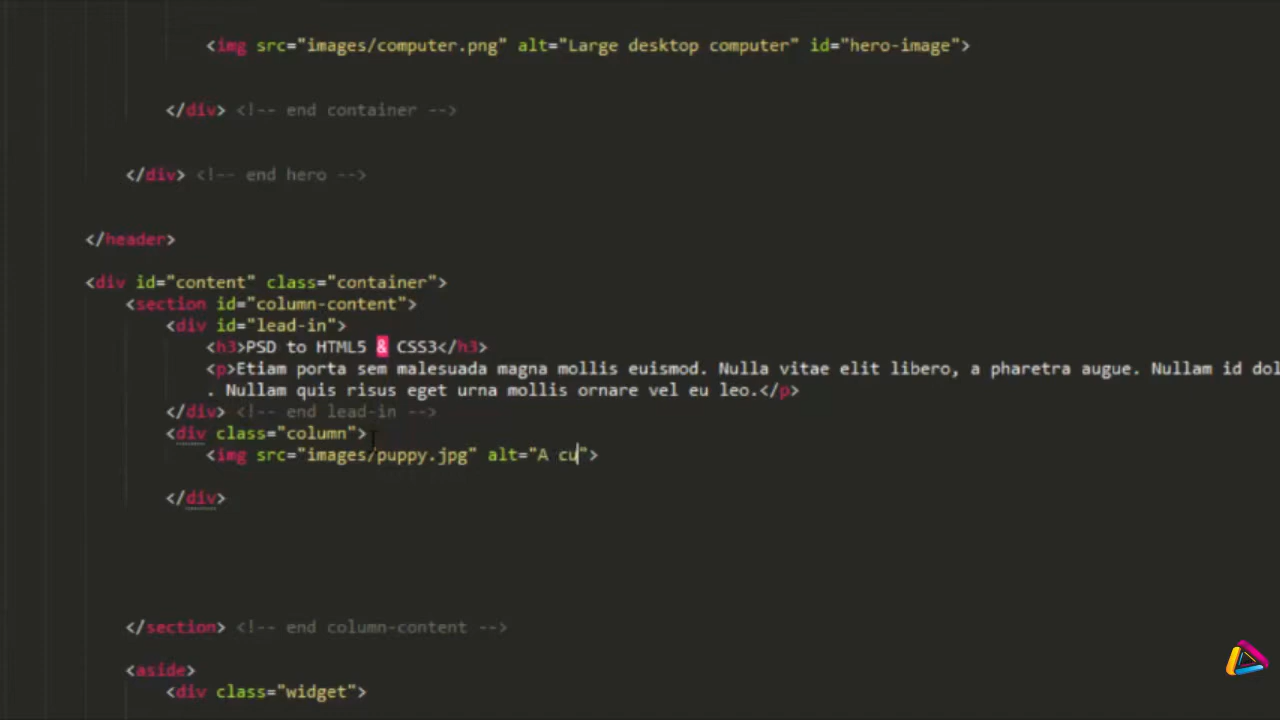 <img src="images/computer.png" alt="Large desktop computer" id="hero-image">
</div> <!-- end container -->
</div> <!-- end hero -->
</header>
<div id="content" class="container">
<section id="column-content">
<div id="lead-in">
<h3>PSD to HTML5 & CSS3</h3>
<p>Etiam porta sem malesuada magna mollis euismod. Nulla vitae elit libero, a pharetra augue. Nullam id dol
. Nullam quis risus eget urna mollis ornare vel eu leo.</p>
</div> <!-- end lead-in -->
<div class="column">
<img src="images/puppy.jpg" alt="A cu">
</div>
</section> <!-- end column-content -->
<aside>
<div class="widget">